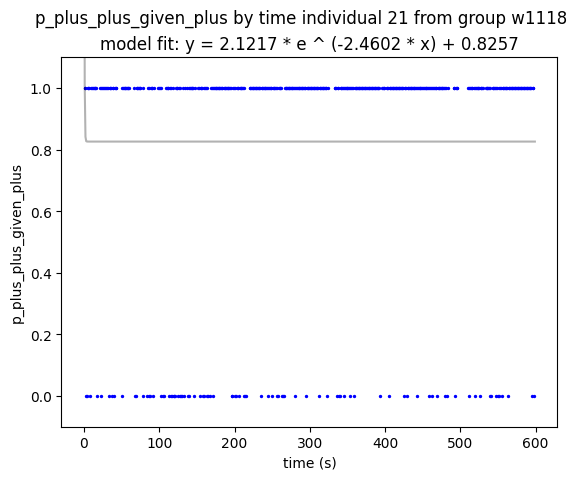 p_plus_plus_given_plus by time individual 21 from group w1118
model fit: y = 2.1217 * e ^ (-2.4602 * x) + 0.8257
p_plus_plus_given_plus
1.0
0.8
0.6
0.4
0.2
0.0
0 100 200 300 400 500 600
time (s)